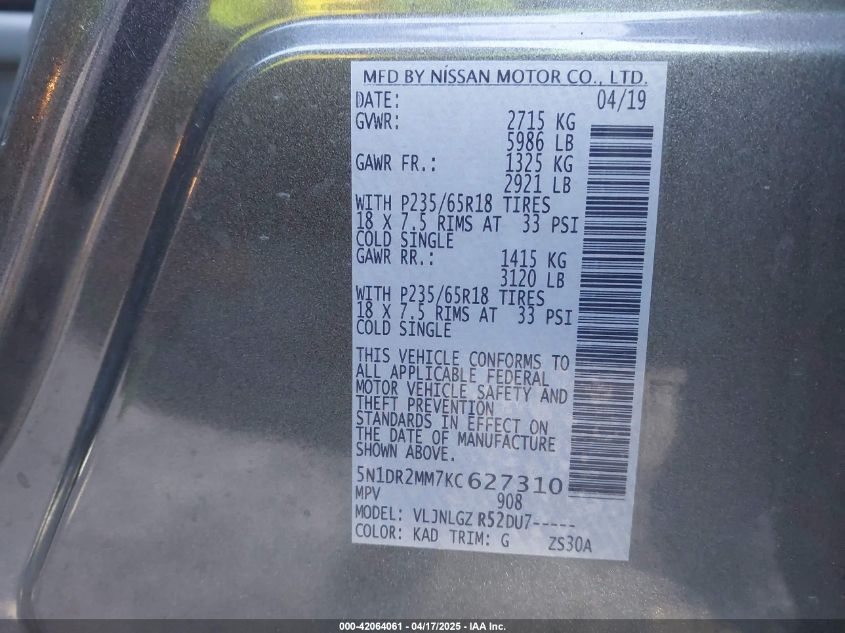 MFD BY NISSAN MOTOR CO., LTD.
DATE: 04/19
GVWR: 2715 KG
5986 LB
GAWR FR.: 1325 KG
2921 LB
WITH P235/65R18 TIRES
18 X 7.5 RIMS AT 33 PSI
COLD SINGLE
GAWR RR.: 1415 KG
3120 LB
WITH P235/65R18 TIRES
18 X 7.5 RIMS AT 33 PSI
COLD SINGLE
THIS VEHICLE CONFORMS TO
ALL APPLICABLE FEDERAL
MOTOR VEHICLE SAFETY AND
THEFT PREVENTION
STANDARDS IN EFFECT ON
THE DATE OF MANUFACTURE
SHOWN ABOVE.
5N1DR2MM7KC627310
MPV 908
MODEL: VLJNLGZ R52DU7-----
COLOR: KAD TRIM: G ZS30A
000-42064061 - 04/17/2025 - IAA Inc.